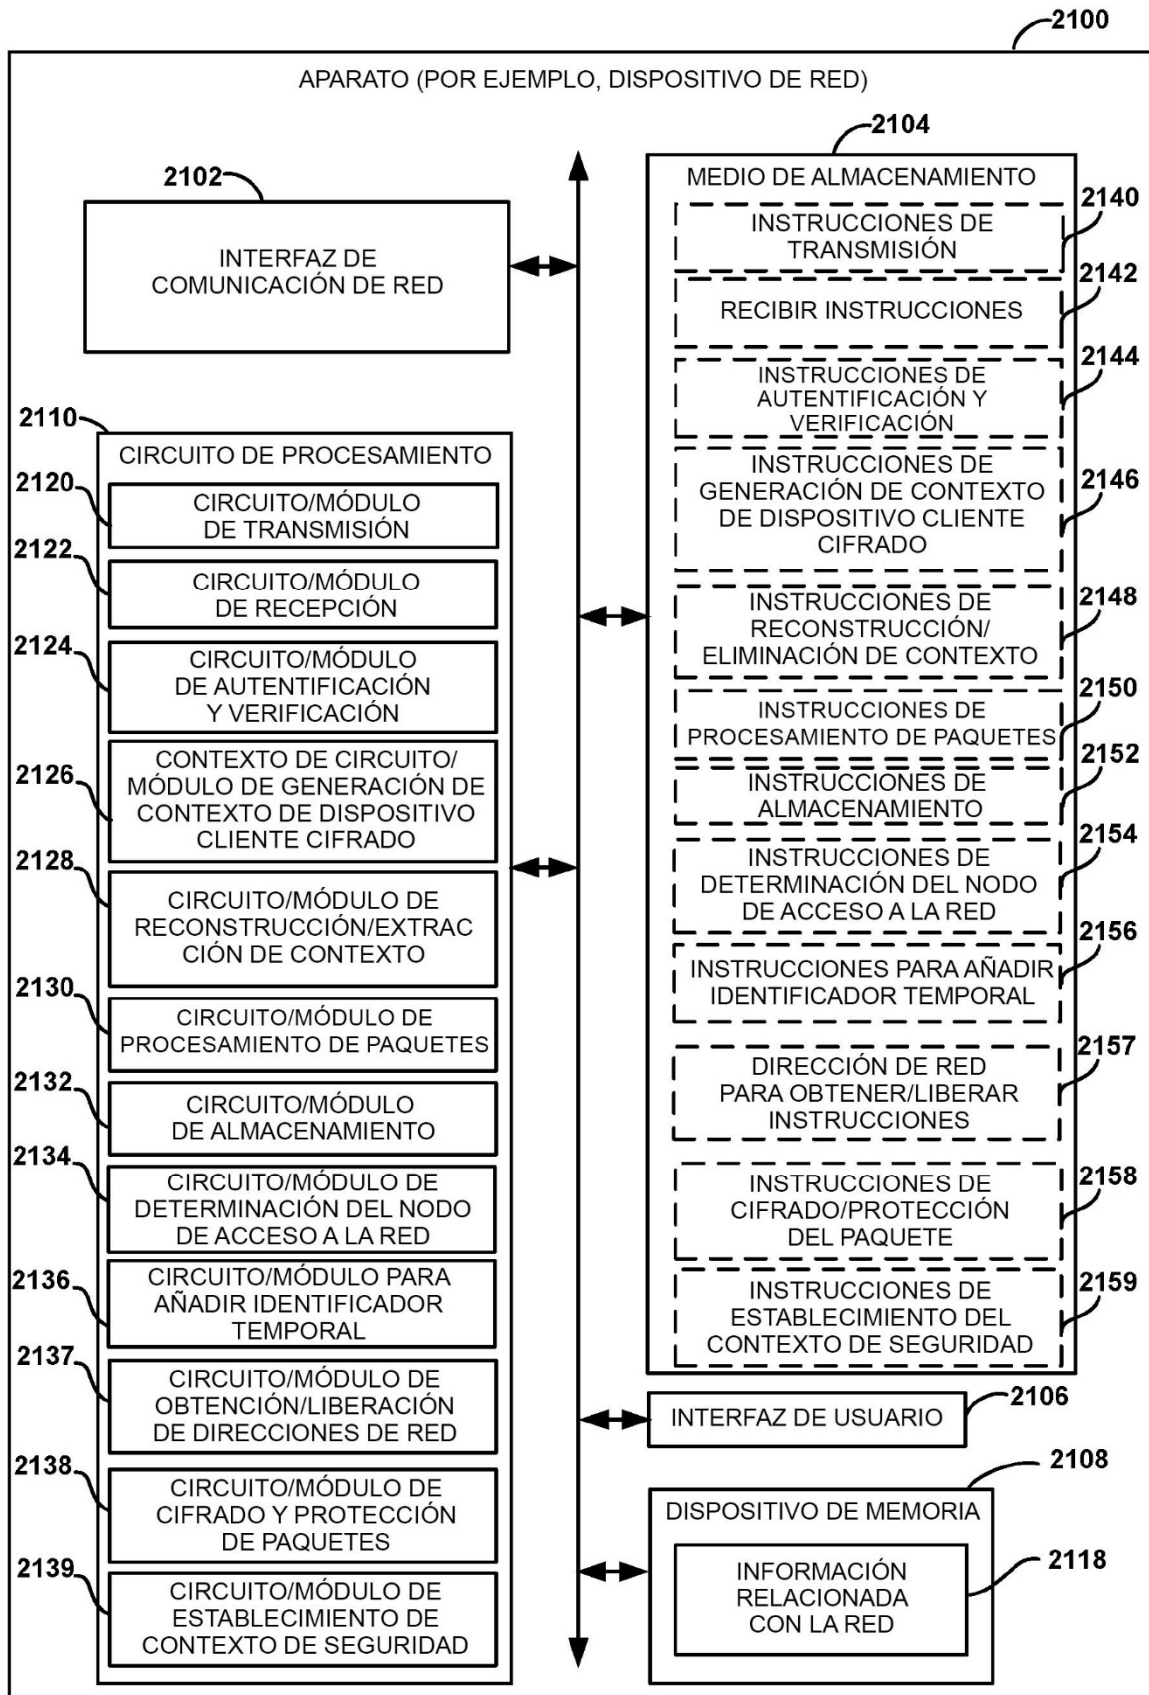 2100
APARATO (POR EJEMPLO, DISPOSITIVO DE RED)
2102
INTERFAZ DE
COMUNICACIÓN DE RED
2110
CIRCUITO DE PROCESAMIENTO
2120
CIRCUITO/MÓDULO
DE TRANSMISIÓN
2122
CIRCUITO/MÓDULO
DE RECEPCIÓN
2124
CIRCUITO/MÓDULO
DE AUTENTIFICACIÓN
Y VERIFICACIÓN
2126
CONTEXTO DE CIRCUITO/
MÓDULO DE GENERACIÓN DE
CONTEXTO DE DISPOSITIVO
CLIENTE CIFRADO
2128
CIRCUITO/MÓDULO DE
RECONSTRUCCIÓN/EXTRAC
CIÓN DE CONTEXTO
2130
CIRCUITO/MÓDULO DE
PROCESAMIENTO DE PAQUETES
2132
CIRCUITO/MÓDULO
DE ALMACENAMIENTO
2134
CIRCUITO/MÓDULO DE
DETERMINACIÓN DEL NODO
DE ACCESO A LA RED
2136
CIRCUITO/MÓDULO PARA
AÑADIR IDENTIFICADOR
TEMPORAL
2137
CIRCUITO/MÓDULO DE
OBTENCIÓN/LIBERACIÓN
DE DIRECCIONES DE RED
2138
CIRCUITO/MÓDULO DE
CIFRADO Y PROTECCIÓN
DE PAQUETES
2139
CIRCUITO/MÓDULO DE
ESTABLECIMIENTO DE
CONTEXTO DE SEGURIDAD
2104
MEDIO DE ALMACENAMIENTO
2140
INSTRUCCIONES DE
TRANSMISIÓN
2142
RECIBIR INSTRUCCIONES
2144
INSTRUCCIONES DE
AUTENTIFICACIÓN Y
VERIFICACIÓN
2146
INSTRUCCIONES DE
GENERACIÓN DE CONTEXTO
DE DISPOSITIVO CLIENTE
CIFRADO
2148
INSTRUCCIONES DE
RECONSTRUCCIÓN/
ELIMINACIÓN DE CONTEXTO
2150
INSTRUCCIONES DE
PROCESAMIENTO DE PAQUETES
2152
INSTRUCCIONES DE
ALMACENAMIENTO
2154
INSTRUCCIONES DE
DETERMINACIÓN DEL NODO
DE ACCESO A LA RED
2156
INSTRUCCIONES PARA AÑADIR
IDENTIFICADOR TEMPORAL
2157
DIRECCIÓN DE RED
PARA OBTENER/LIBERAR
INSTRUCCIONES
2158
INSTRUCCIONES DE
CIFRADO/PROTECCIÓN
DEL PAQUETE
2159
INSTRUCCIONES DE
ESTABLECIMIENTO DEL
CONTEXTO DE SEGURIDAD
2106
INTERFAZ DE USUARIO
2108
DISPOSITIVO DE MEMORIA
2118
INFORMACIÓN
RELACIONADA
CON LA RED